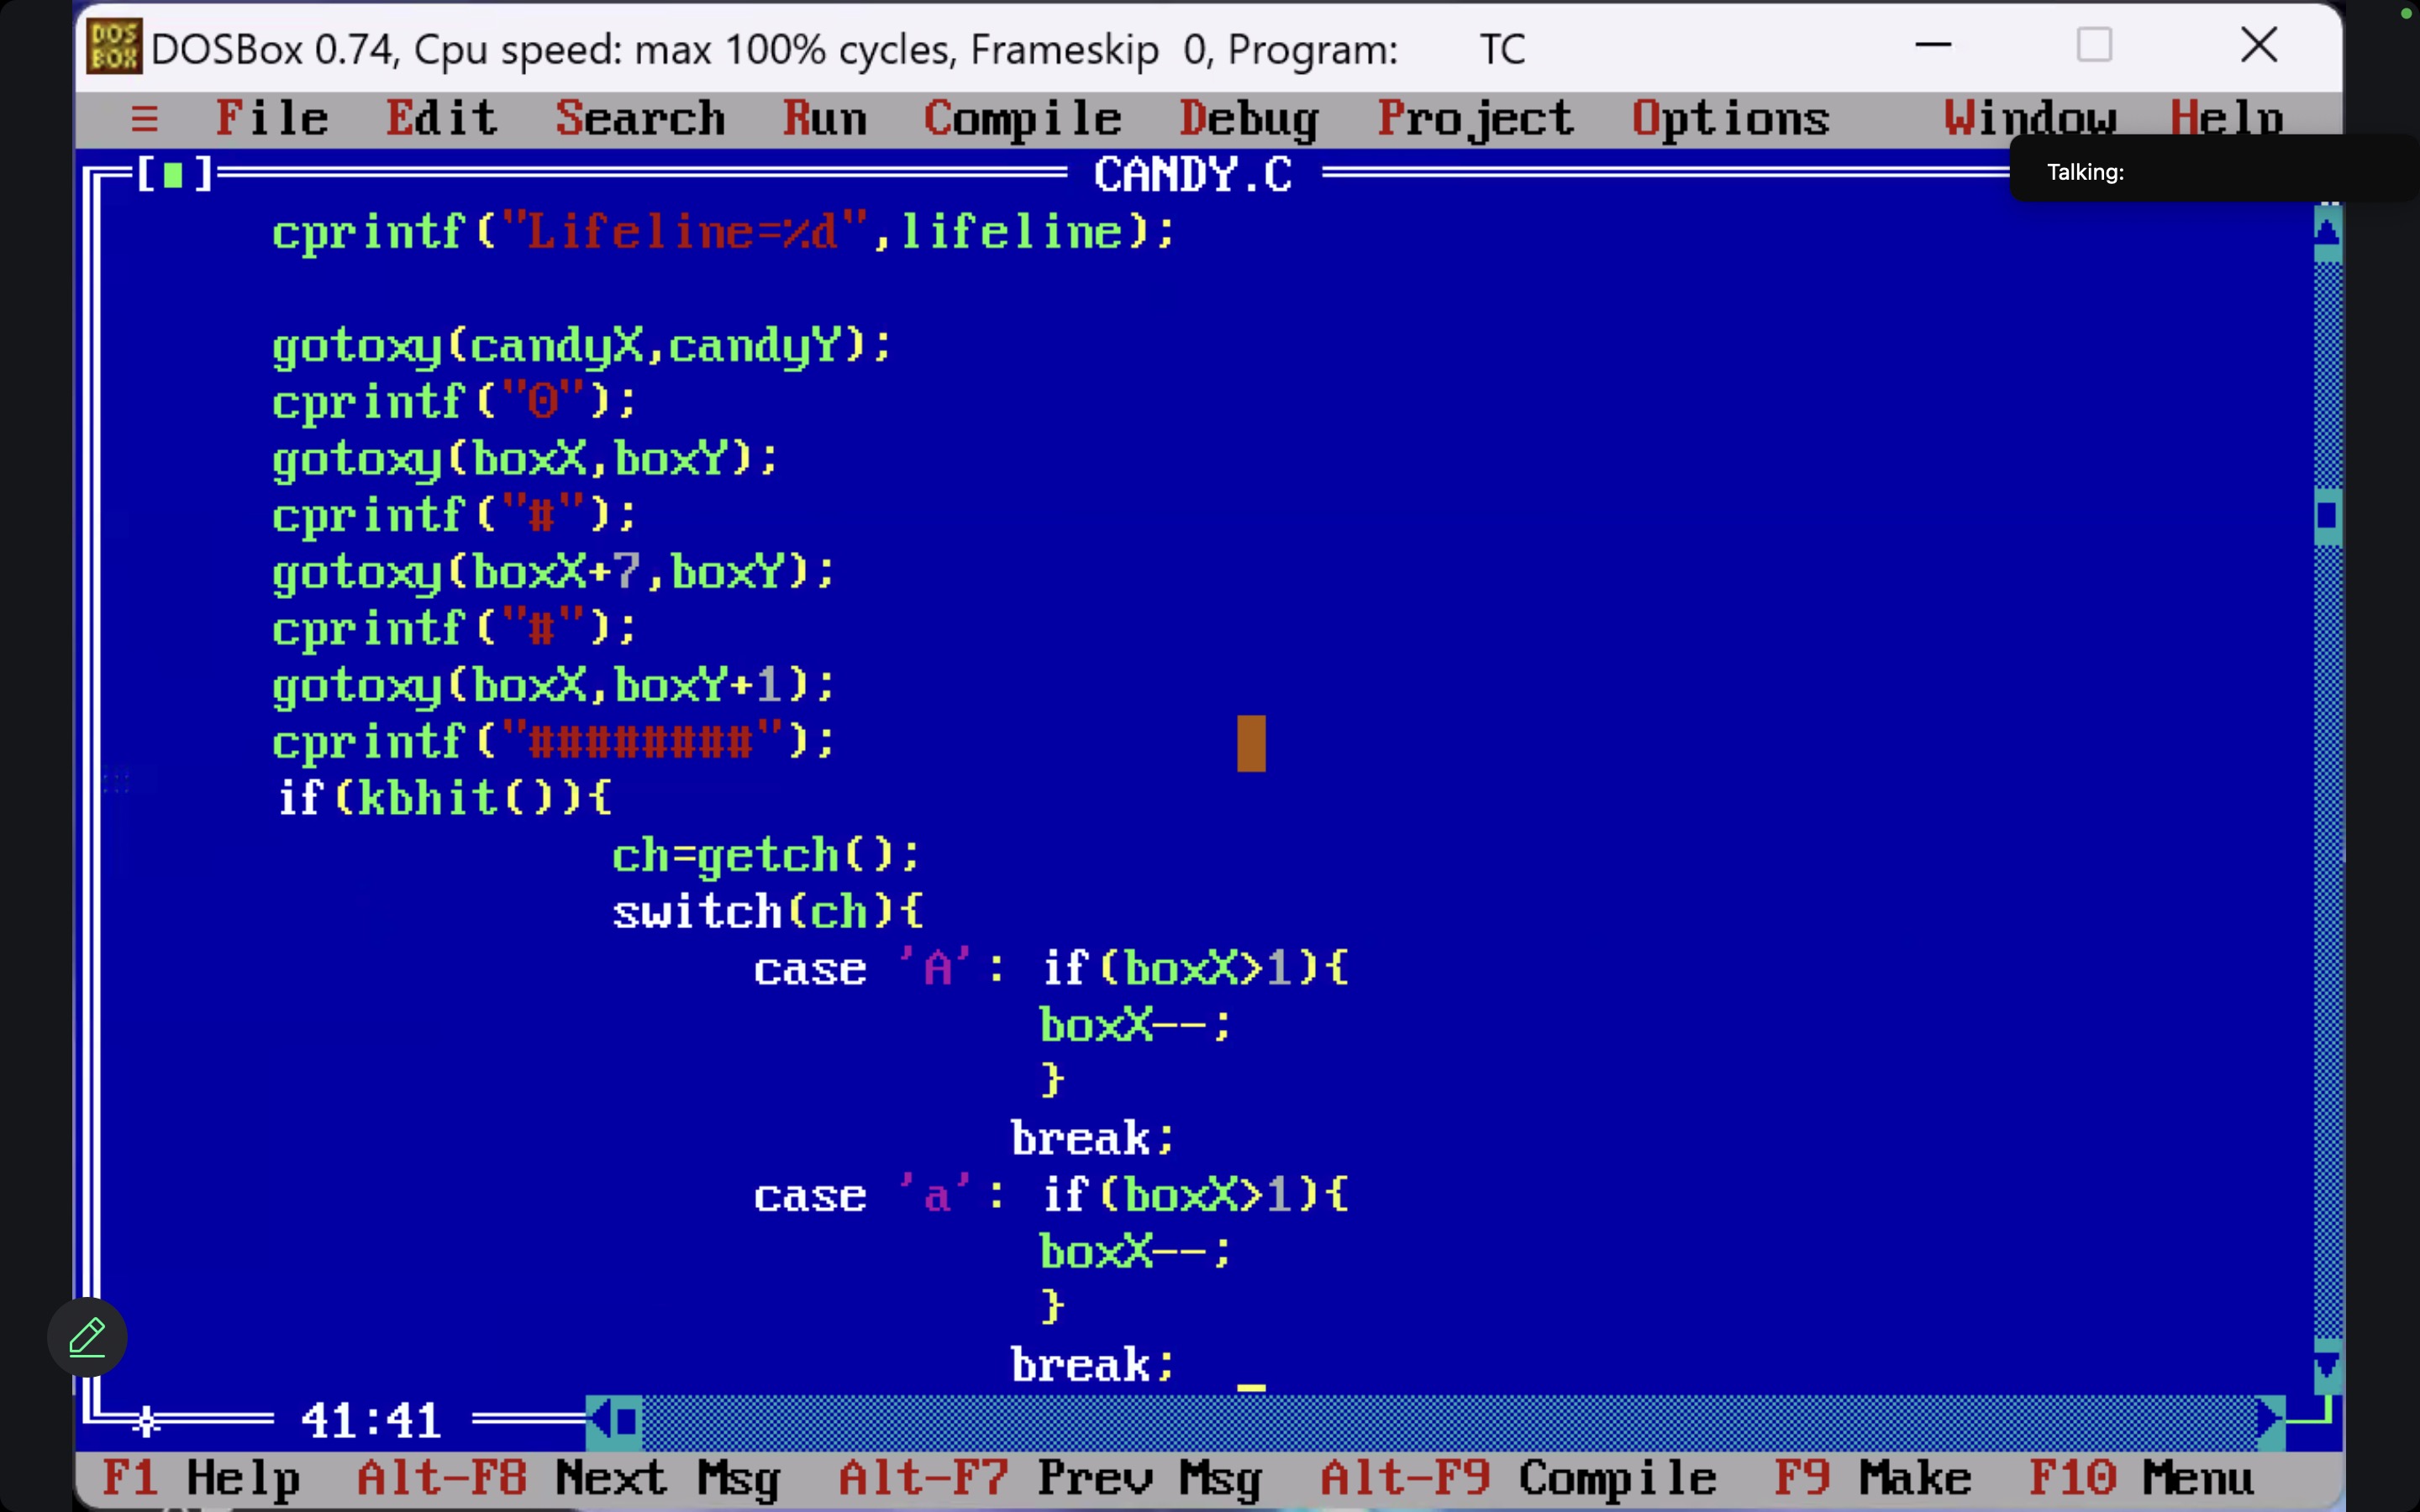 DOS BOX
DOSBox 0.74, Cpu speed: max 100% cycles, Frameskip 0, Program: TC
≡ File Edit Search Run Compile Debug Project Options Window Help
Talking:
[■] CANDY.C
cprintf("Lifeline=%d",lifeline);
gotoxy(candyX,candyY);
cprintf("0");
gotoxy(boxX,boxY);
cprintf("#");
gotoxy(boxX+7,boxY);
cprintf("#");
gotoxy(boxX,boxY+1);
cprintf("########");
if(kbhit()){
ch=getch();
switch(ch){
case 'A': if(boxX>1){
boxX--;
}
break;
case 'a': if(boxX>1){
boxX--;
}
break;
41:41
F1 Help Alt-F8 Next Msg Alt-F7 Prev Msg Alt-F9 Compile F9 Make F10 Menu